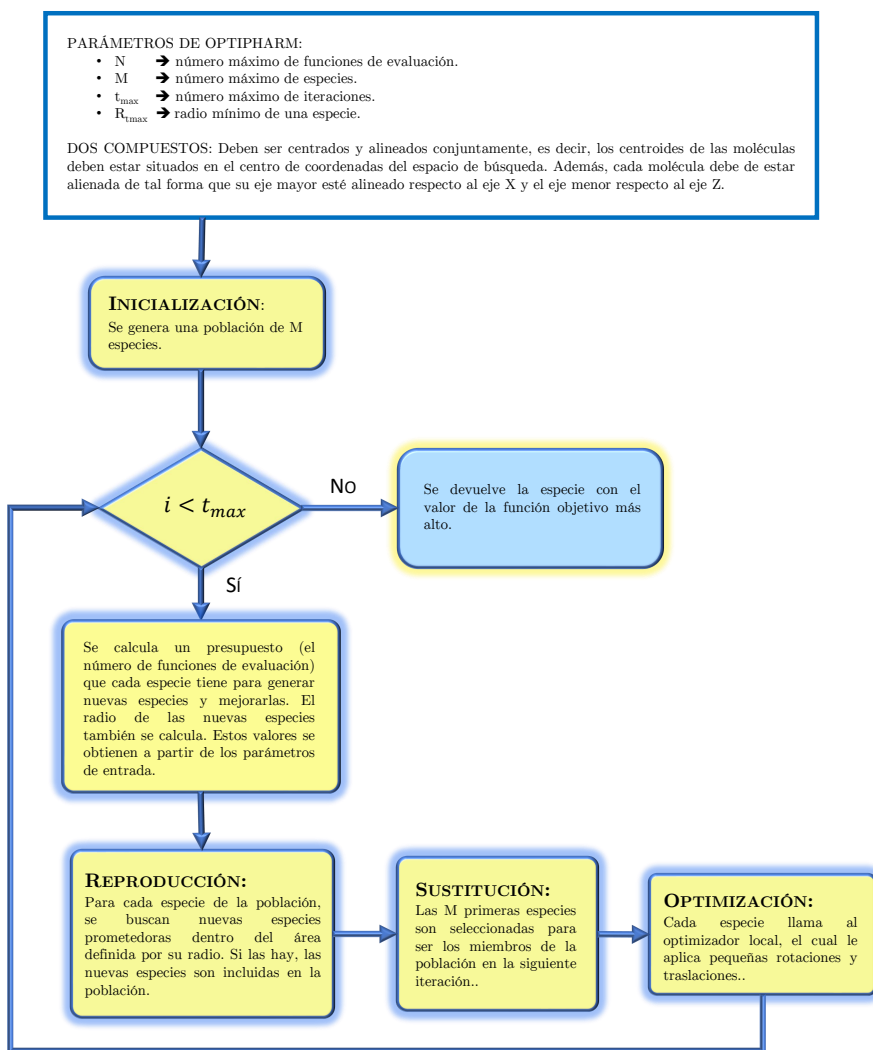 PARÁMETROS DE OPTIPHARM:
• N ➔ número máximo de funciones de evaluación.
• M ➔ número máximo de especies.
• tmax ➔ número máximo de iteraciones.
• Rtmax ➔ radio mínimo de una especie.
DOS COMPUESTOS: Deben ser centrados y alineados conjuntamente, es decir, los centroides de las moléculas
deben estar situados en el centro de coordenadas del espacio de búsqueda. Además, cada molécula debe de estar
alienada de tal forma que su eje mayor esté alineado respecto al eje X y el eje menor respecto al eje Z.
INICIALIZACIÓN:
Se genera una población de M
especies.
i < tmax
No
Se devuelve la especie con el
valor de la función objetivo más
alto.
Sí
Se calcula un presupuesto (el
número de funciones de evaluación)
que cada especie tiene para generar
nuevas especies y mejorarlas. El
radio de las nuevas especies
también se calcula. Estos valores se
obtienen a partir de los parámetros
de entrada.
REPRODUCCIÓN:
Para cada especie de la población,
se buscan nuevas especies
prometedoras dentro del área
definida por su radio. Si las hay, las
nuevas especies son incluidas en la
población.
SUSTITUCIÓN:
Las M primeras especies
son seleccionadas para
ser los miembros de la
población en la siguiente
iteración..
OPTIMIZACIÓN:
Cada especie llama al
optimizador local, el cual le
aplica pequeñas rotaciones y
traslaciones..